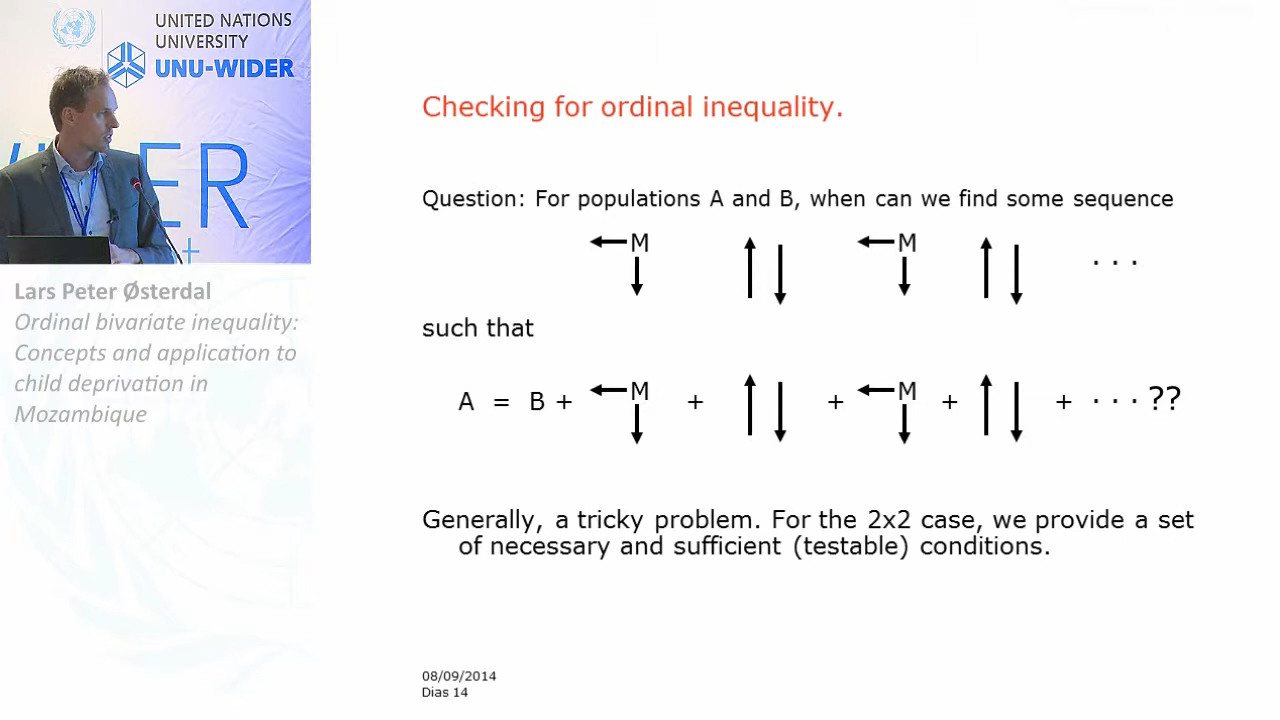 UNITED NATIONS
UNIVERSITY
UNU-WIDER
Lars Peter Østerdal
Ordinal bivariate inequality:
Concepts and application to
child deprivation in
Mozambique
Checking for ordinal inequality.
Question: For populations A and B, when can we find some sequence
M M . . .
such that
A = B + M + + M + + . . . ??
Generally, a tricky problem. For the 2x2 case, we provide a set
of necessary and sufficient (testable) conditions.
08/09/2014
Dias 14